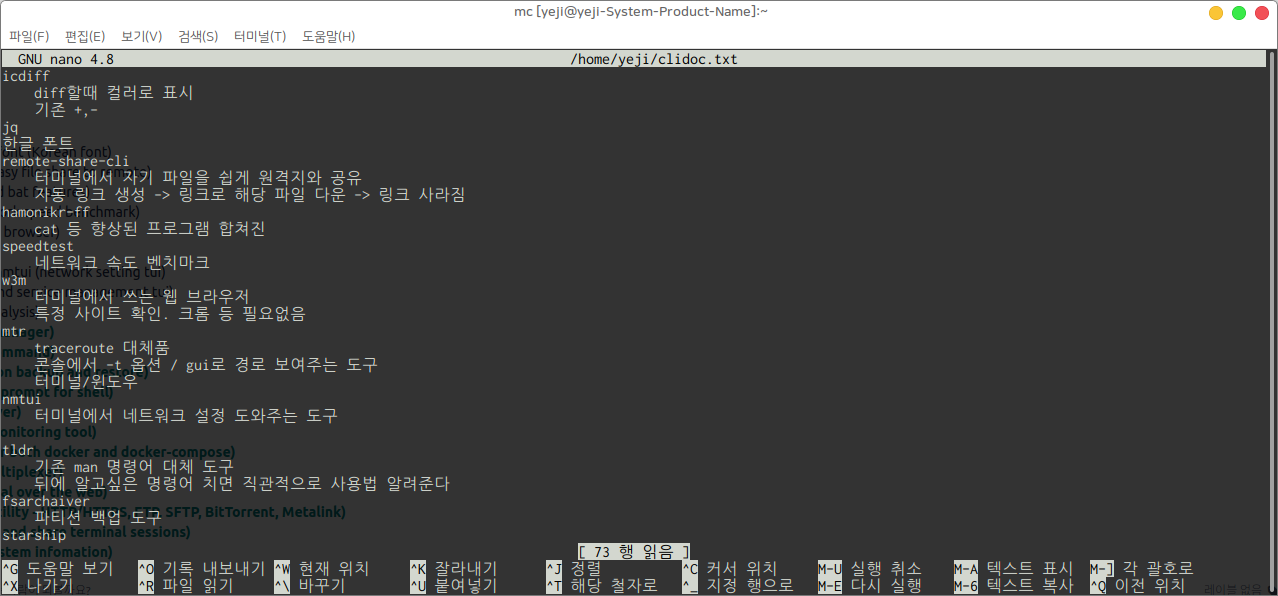 mc [yeji@yeji-System-Product-Name]:~
파일(F) 편집(E) 보기(V) 검색(S) 터미널(T) 도움말(H)
GNU nano 4.8 /home/yeji/clidoc.txt
icdiff
diff할때 컬러로 표시
기존 +,-
jq
한글 폰트
remote-share-cli
터미널에서 자기 파일을 쉽게 원격지와 공유
자동 링크 생성 -> 링크로 해당 파일 다운 -> 링크 사라짐
hamonikr-ff
cat 등 향상된 프로그램 합쳐진
speedtest
네트워크 속도 벤치마크
w3m
터미널에서 쓰는 웹 브라우저
특정 사이트 확인. 크롬 등 필요없음
mtr
traceroute 대체품
콘솔에서 -t 옵션 / gui로 경로 보여주는 도구
터미널/윈도우
nmtui
터미널에서 네트워크 설정 도와주는 도구
tldr
기존 man 명령어 대체 도구
뒤에 알고싶은 명령어 치면 직관적으로 사용법 알려준다
fsarchaiver
파티션 백업 도구
starship
[ 73 행 읽음 ]
^G 도움말 보기 ^O 기록 내보내기 ^W 현재 위치 ^K 잘라내기 ^J 정렬 ^C 커서 위치 M-U 실행 취소 M-A 텍스트 표시 M-] 각 괄호로
^X 나가기 ^R 파일 읽기 ^\ 바꾸기 ^U 붙여넣기 ^T 해당 철자로 ^_ 지정 행으로 M-E 다시 실행 M-6 텍스트 복사 ^Q 이전 위치